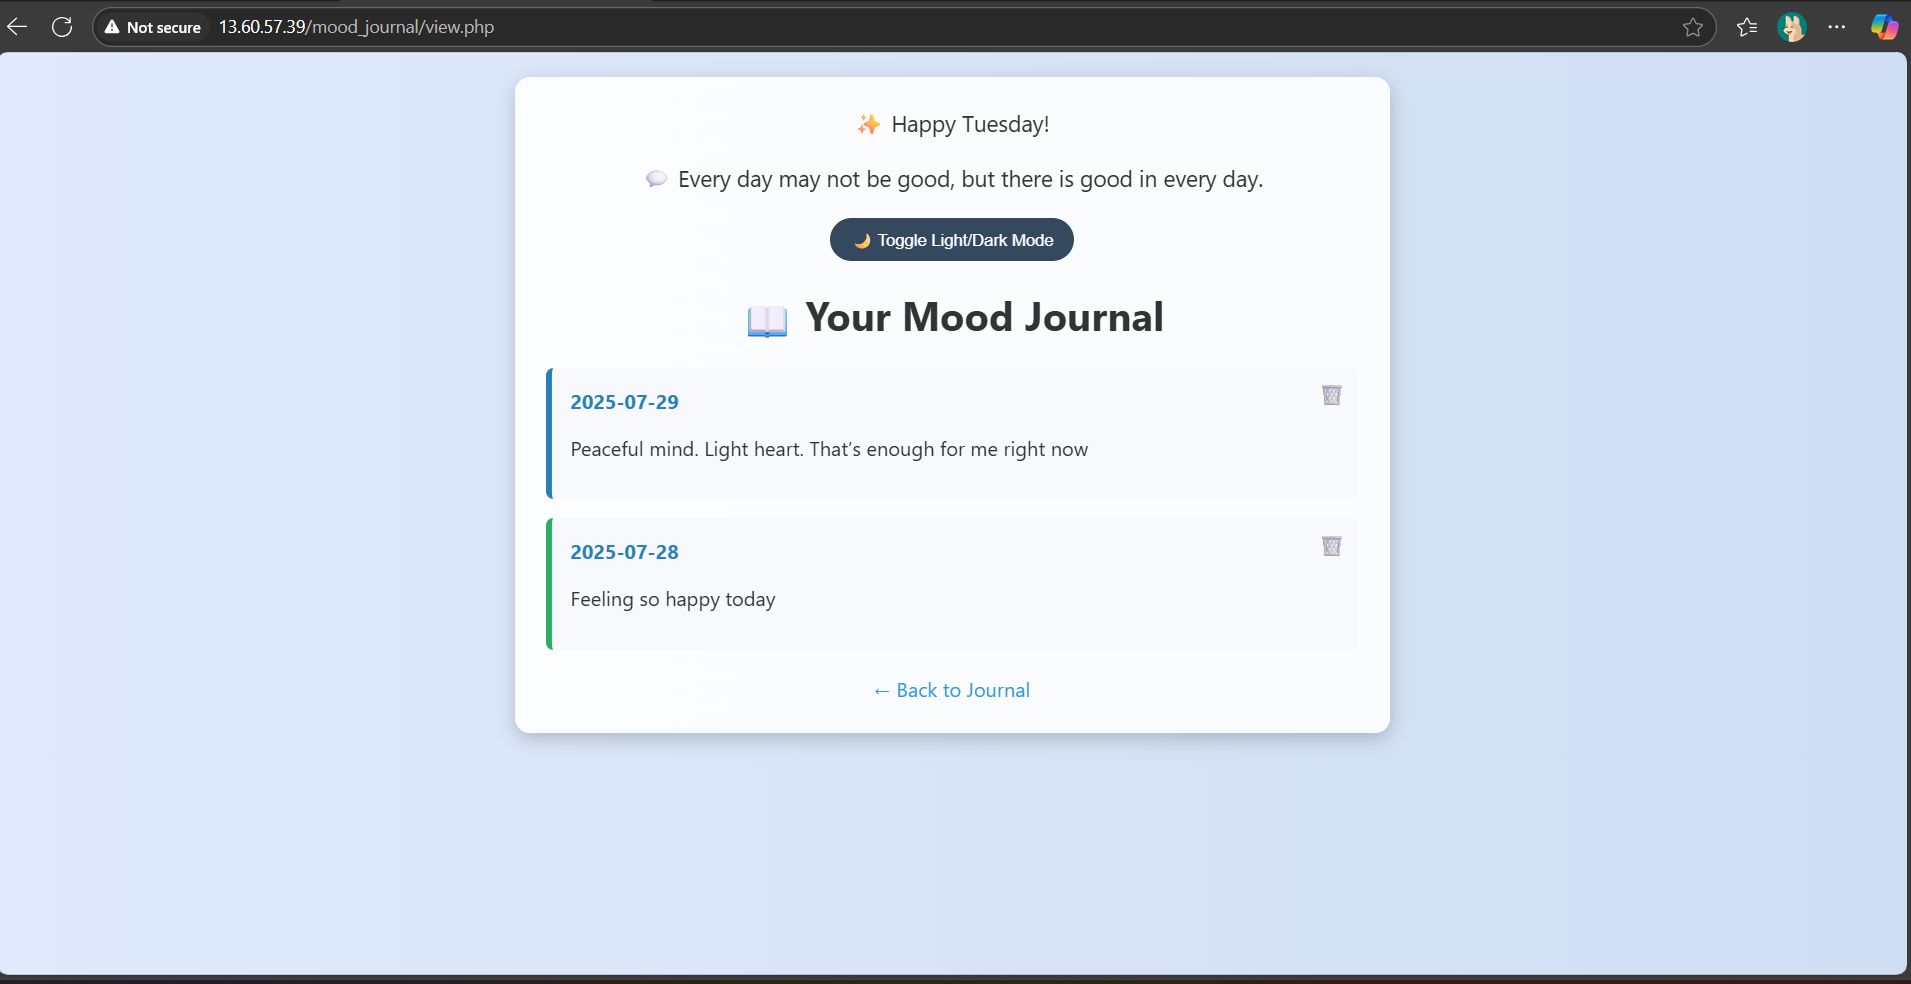 Not secure 13.60.57.39/mood_journal/view.php
✨ Happy Tuesday!
💬 Every day may not be good, but there is good in every day.
🌙 Toggle Light/Dark Mode
📖 Your Mood Journal
2025-07-29
Peaceful mind. Light heart. That’s enough for me right now
2025-07-28
Feeling so happy today
← Back to Journal